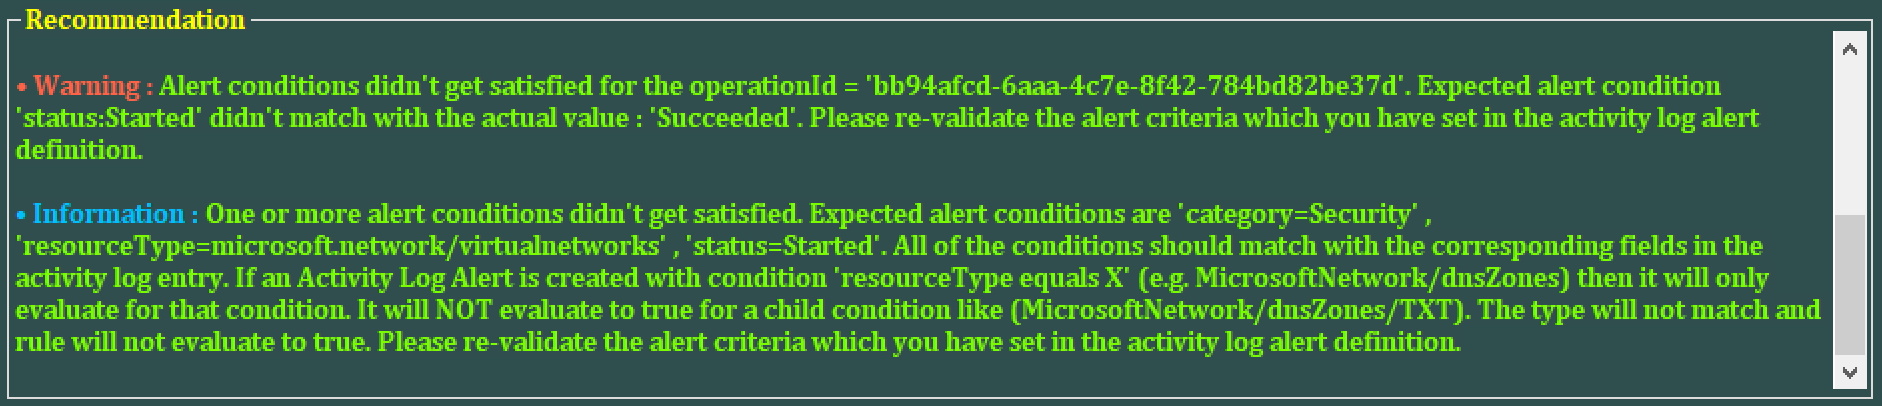 Recommendation
• Warning : Alert conditions didn't get satisfied for the operationId = 'bb94afcd-6aaa-4c7e-8f42-784bd82be37d'. Expected alert condition
'status:Started' didn't match with the actual value : 'Succeeded'. Please re-validate the alert criteria which you have set in the activity log alert
definition.
• Information : One or more alert conditions didn't get satisfied. Expected alert conditions are 'category=Security' ,
'resourceType=microsoft.network/virtualnetworks' , 'status=Started'. All of the conditions should match with the corresponding fields in the
activity log entry. If an Activity Log Alert is created with condition 'resourceType equals X' (e.g. MicrosoftNetwork/dnsZones) then it will only
evaluate for that condition. It will NOT evaluate to true for a child condition like (MicrosoftNetwork/dnsZones/TXT). The type will not match and
rule will not evaluate to true. Please re-validate the alert criteria which you have set in the activity log alert definition.